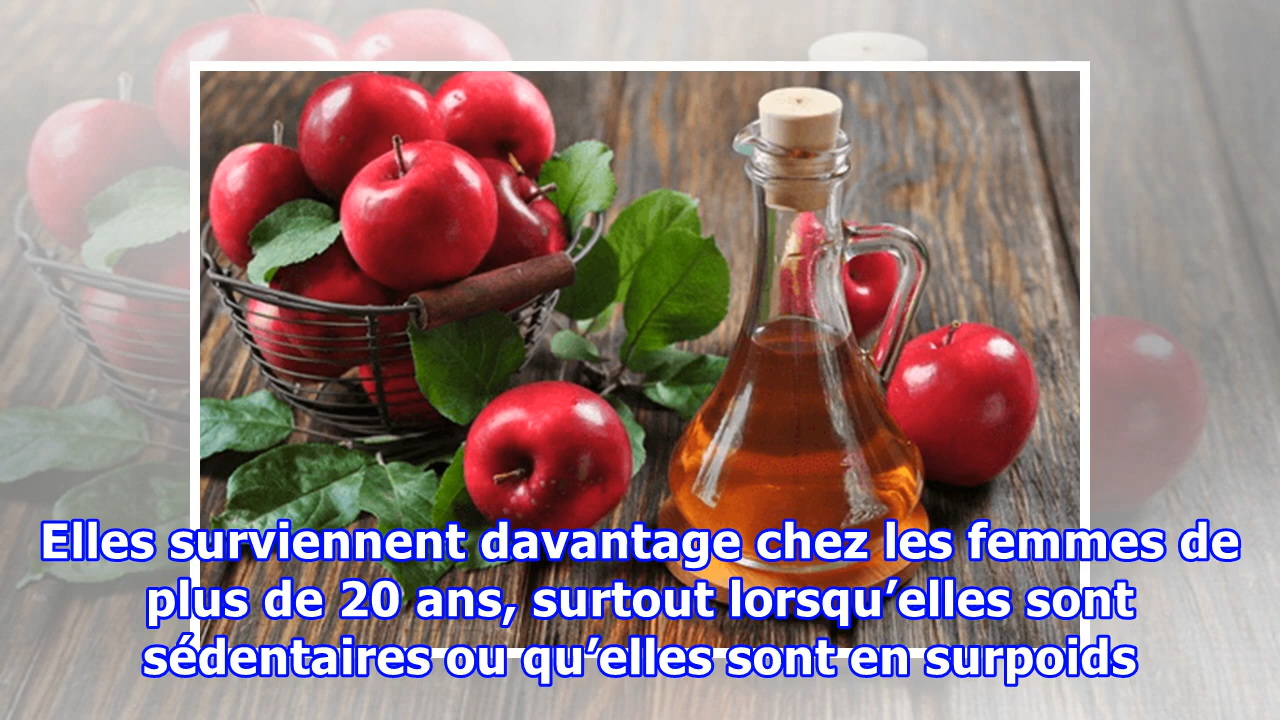 Elles surviennent davantage chez les femmes de
plus de 20 ans, surtout lorsqu’elles sont
sédentaires ou qu’elles sont en surpoids